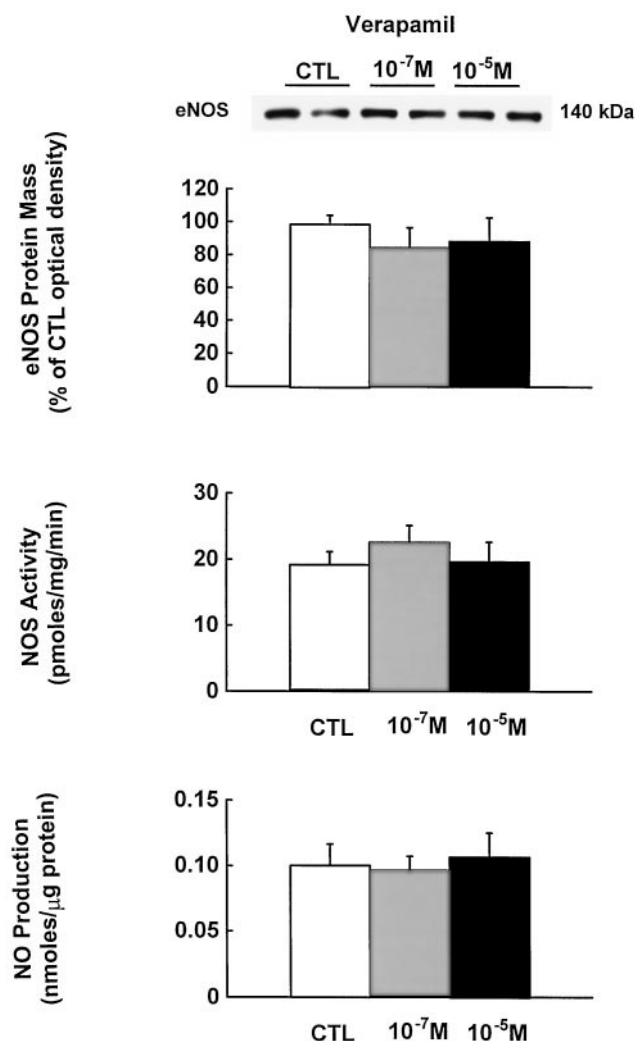 Verapamil
CTL 10⁻⁷M 10⁻⁵M
eNOS 140 kDa
eNOS Protein Mass
(% of CTL optical density)
120
100
80
60
40
20
0
NOS Activity
(pmoles/mg/min)
30
20
10
0
CTL 10⁻⁷M 10⁻⁵M
NO Production
(nmoles/μg protein)
0.15
0.10
0.05
0
CTL 10⁻⁷M 10⁻⁵M